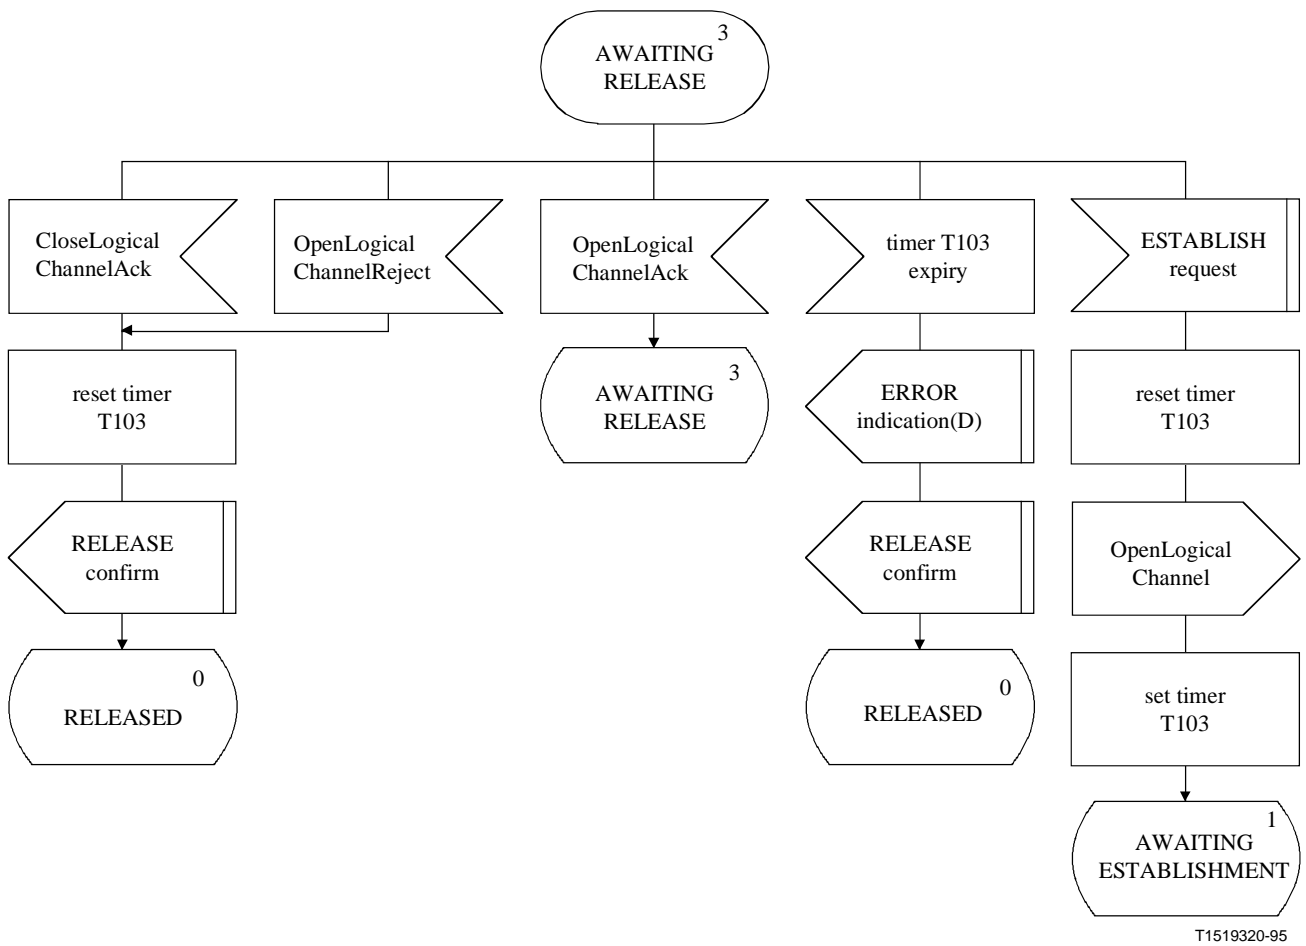 3
AWAITING
RELEASE
CloseLogical
ChannelAck
OpenLogical
ChannelReject
OpenLogical
ChannelAck
timer T103
expiry
ESTABLISH
request
reset timer
T103
3
AWAITING
RELEASE
ERROR
indication(D)
reset timer
T103
RELEASE
confirm
RELEASE
confirm
OpenLogical
Channel
0
RELEASED
0
RELEASED
set timer
T103
1
AWAITING
ESTABLISHMENT
T1519320-95